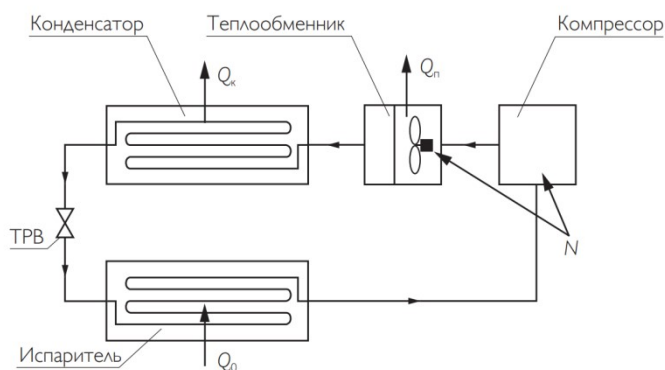 Конденсатор
Теплообменник
Компрессор
Qк
Qп
ТРВ
N
Испаритель
Q0